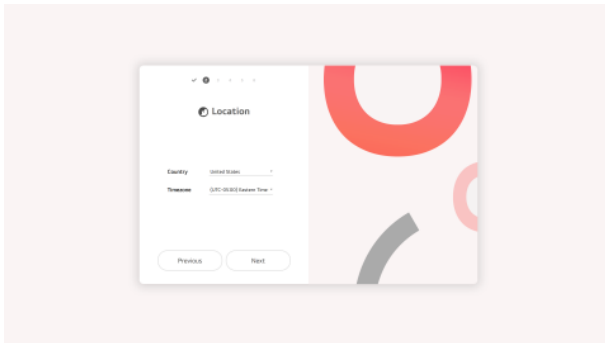 Location
Country United States
Timezone (UTC-05:00) Eastern Time
Previous Next